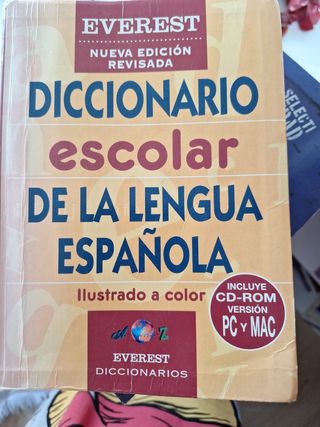 EVEREST
NUEVA EDICIÓN
REVISADA
DICCIONARIO
escolar
DE LA LENGUA
ESPAÑOLA
Ilustrado a color
INCLUYE
CD-ROM
VERSIÓN
PC Y MAC
A Z
EVEREST
DICCIONARIOS